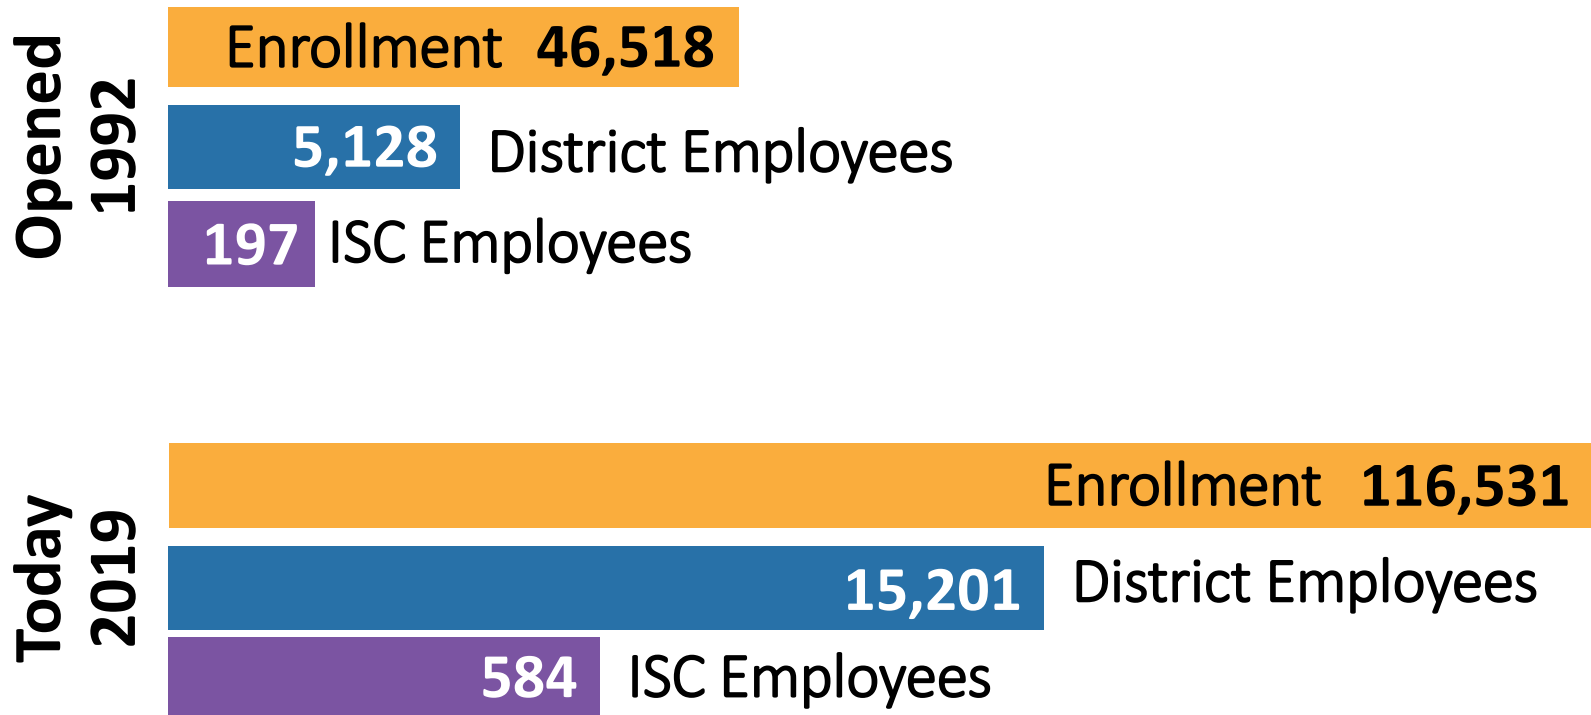 Opened
1992
Enrollment 46,518
5,128 District Employees
197 ISC Employees
Today
2019
Enrollment 116,531
15,201 District Employees
584 ISC Employees